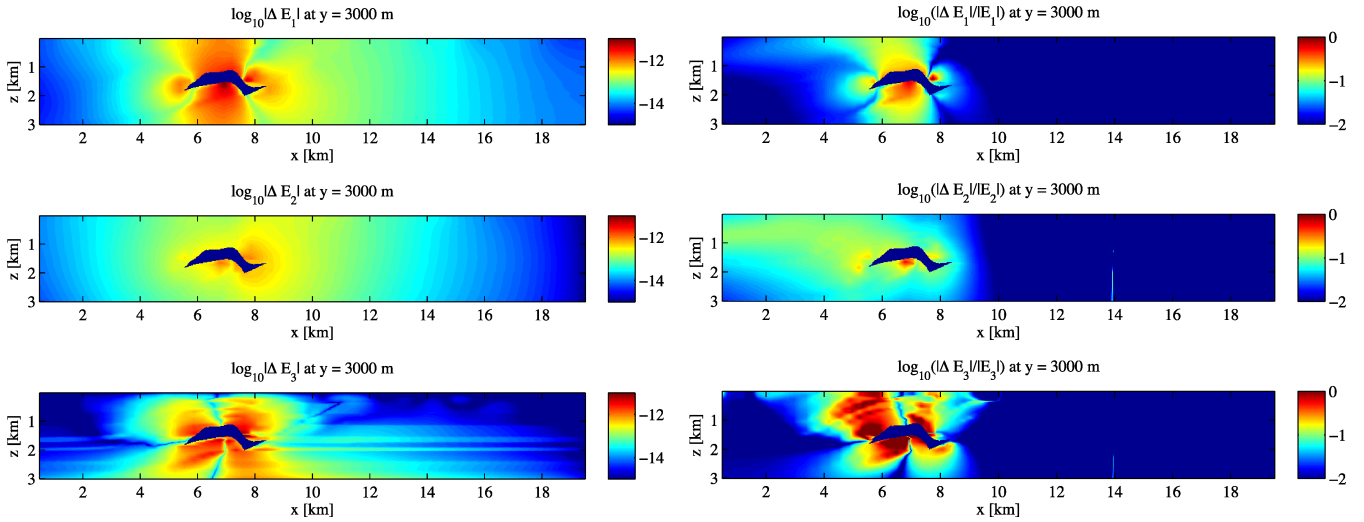 log₁₀|Δ E₁| at y = 3000 m
z [km]
1
2
3
2 4 6 8 10 12 14 16 18
x [km]
−12
−14
log₁₀(|Δ E₁|/|E₁|) at y = 3000 m
z [km]
1
2
3
2 4 6 8 10 12 14 16 18
x [km]
0
−1
−2
log₁₀|Δ E₂| at y = 3000 m
z [km]
1
2
3
2 4 6 8 10 12 14 16 18
x [km]
−12
−14
log₁₀(|Δ E₂|/|E₂|) at y = 3000 m
z [km]
1
2
3
2 4 6 8 10 12 14 16 18
x [km]
0
−1
−2
log₁₀|Δ E₃| at y = 3000 m
z [km]
1
2
3
2 4 6 8 10 12 14 16 18
x [km]
−12
−14
log₁₀(|Δ E₃|/|E₃|) at y = 3000 m
z [km]
1
2
3
2 4 6 8 10 12 14 16 18
x [km]
0
−1
−2